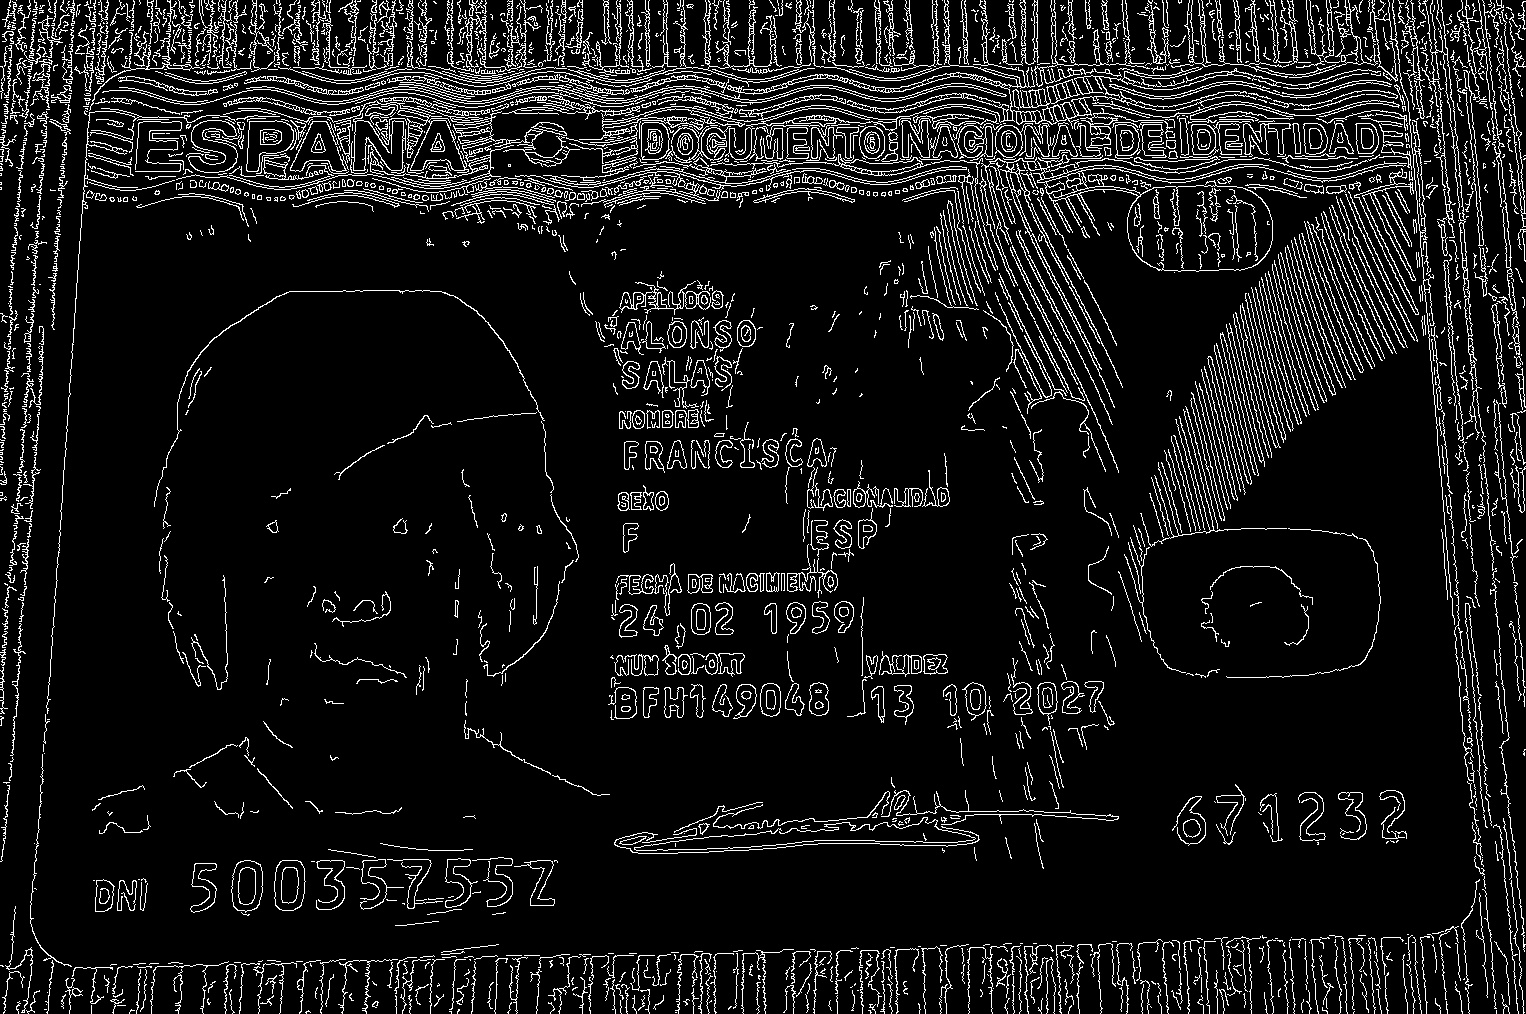 ESPAÑA DOCUMENTO NACIONAL DE IDENTIDAD
APELLIDOS
ALONSO
SALAS
NOMBRE
FRANCISCA
SEXO NACIONALIDAD
F ESP
FECHA DE NACIMIENTO
24 02 1959
NUM SOPORT VALIDEZ
BFH149048 13 10 2027
671232
DNI 50035755Z